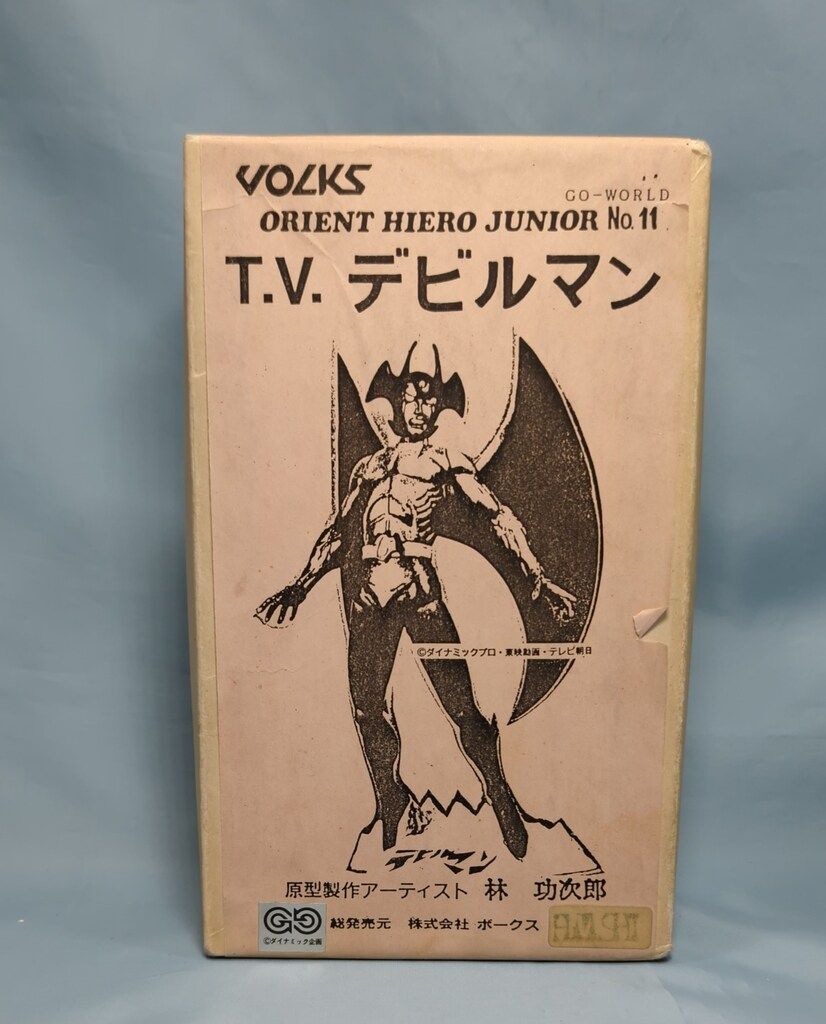 VOLKS
GO-WORLD
ORIENT HIERO JUNIOR No. 11
T.V. デビルマン
©ダイナミックプロ・東映動画・テレビ朝日
デビルマン
原型製作アーティスト 林 功次郎
GO
©ダイナミック企画
総発売元 株式会社 ボークス